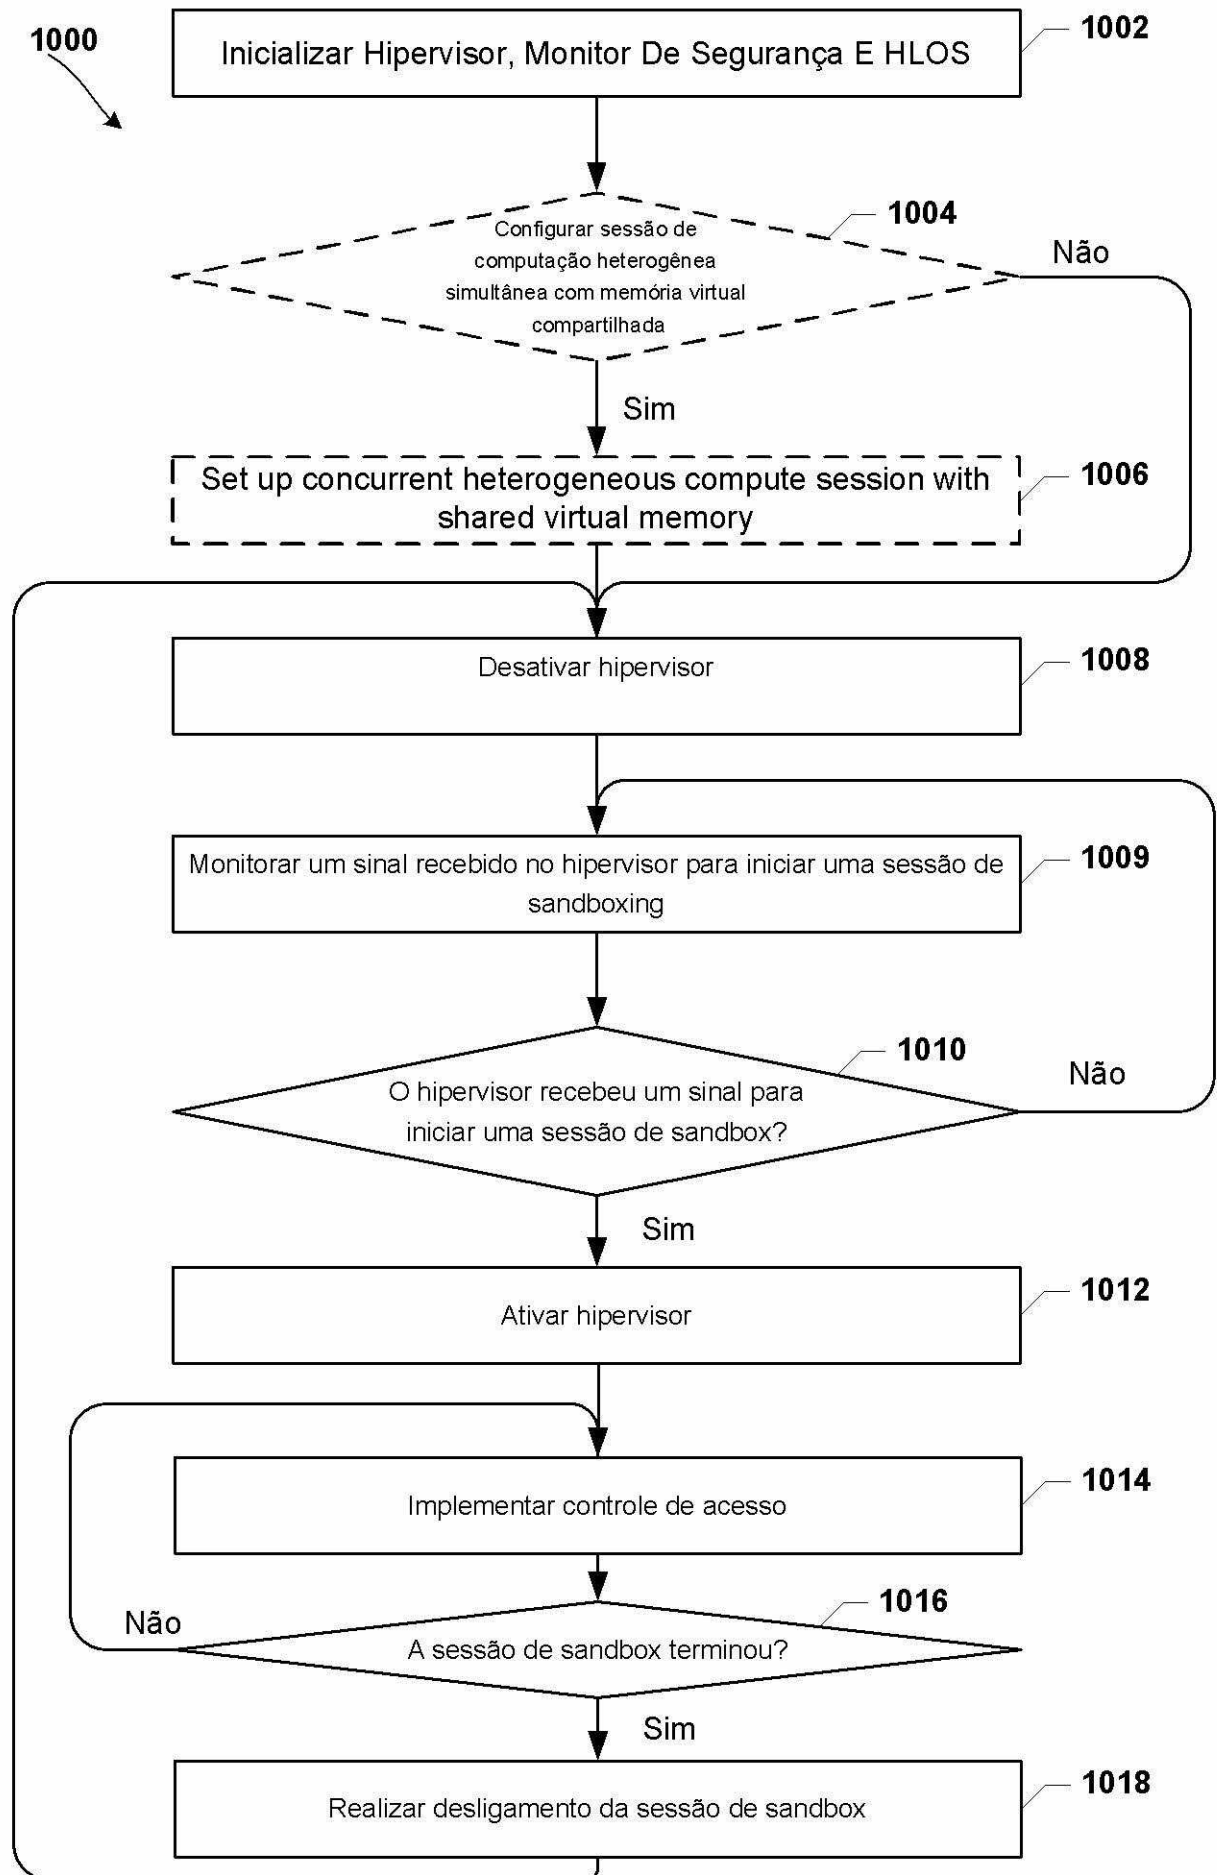 1000
Inicializar Hipervisor, Monitor De Segurança E HLOS
1002
1004
Configurar sessão de
computação heterogênea
simultânea com memória virtual
compartilhada
Não
Sim
Set up concurrent heterogeneous compute session with
shared virtual memory
1006
Desativar hipervisor
1008
Monitorar um sinal recebido no hipervisor para iniciar uma sessão de
sandboxing
1009
1010
O hipervisor recebeu um sinal para
iniciar uma sessão de sandbox?
Não
Sim
Ativar hipervisor
1012
Implementar controle de acesso
1014
1016
Não
A sessão de sandbox terminou?
Sim
Realizar desligamento da sessão de sandbox
1018